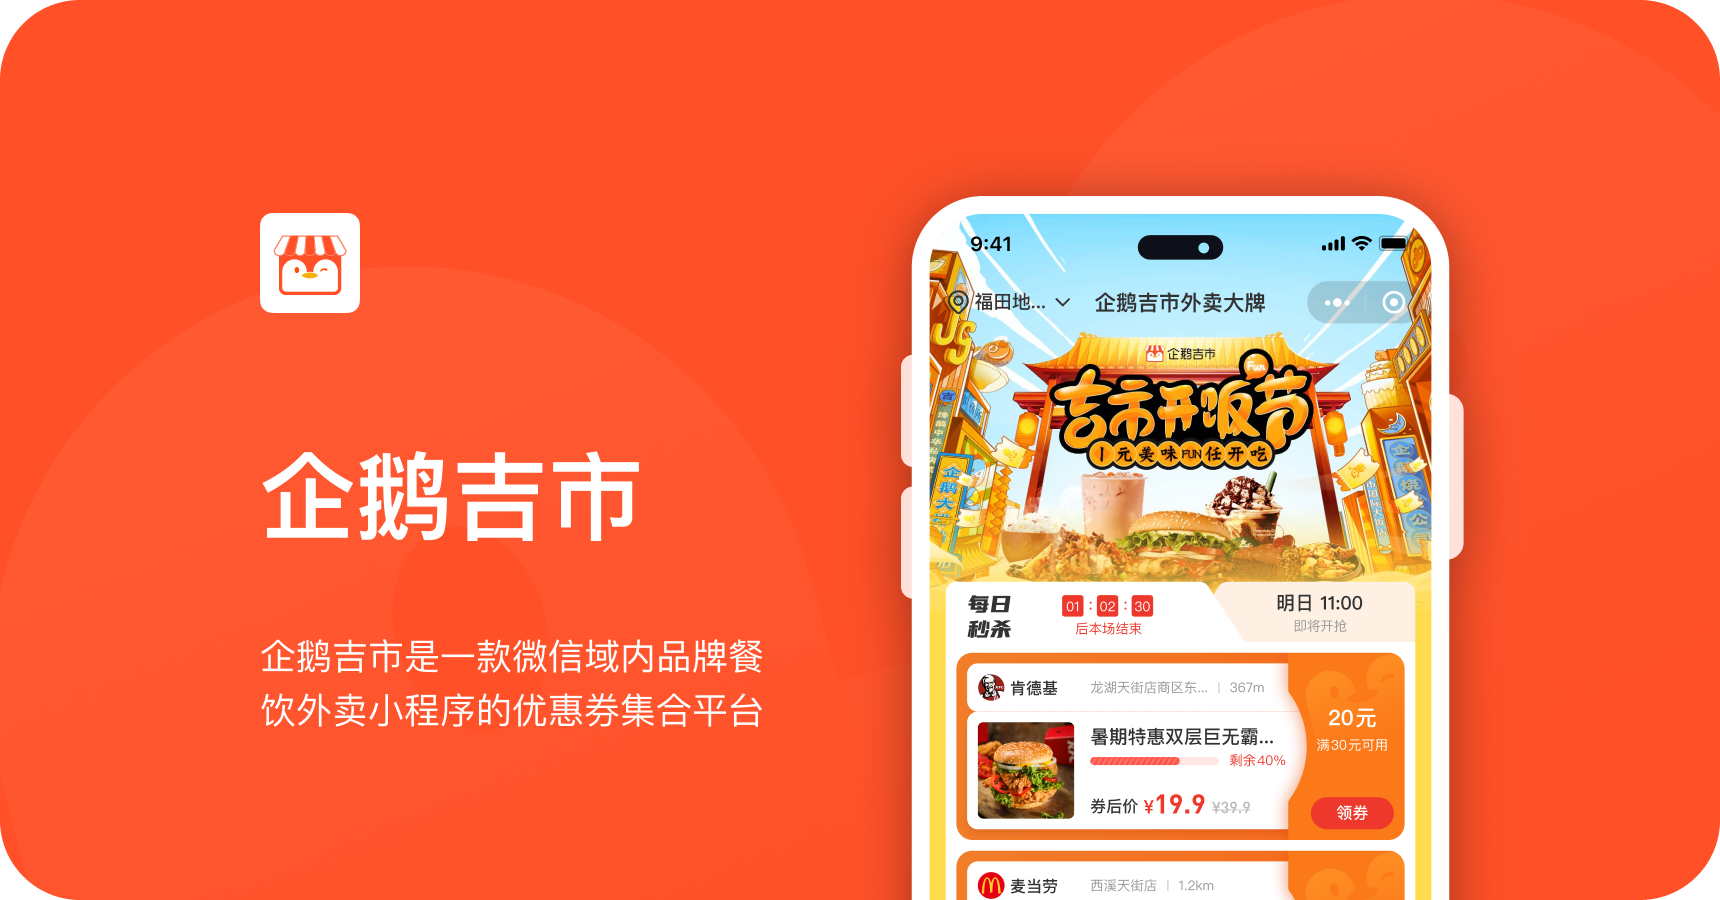 企鹅吉市
企鹅吉市是一款微信域内品牌餐
饮外卖小程序的优惠券集合平台
9:41
福田地...
企鹅吉市外卖大牌
企鹅吉市
Fun
吉市开饭节
1元美味FUN任开吃
吉
企鹅大
每日
秒杀
01:02:30
后本场结束
明日 11:00
即将开抢
肯德基
龙湖天街店商区东... | 367m
暑期特惠双层巨无霸...
剩余40%
券后价 ¥19.9 ¥39.9
20元
满30元可用
领券
麦当劳
西溪天街店 | 1.2km